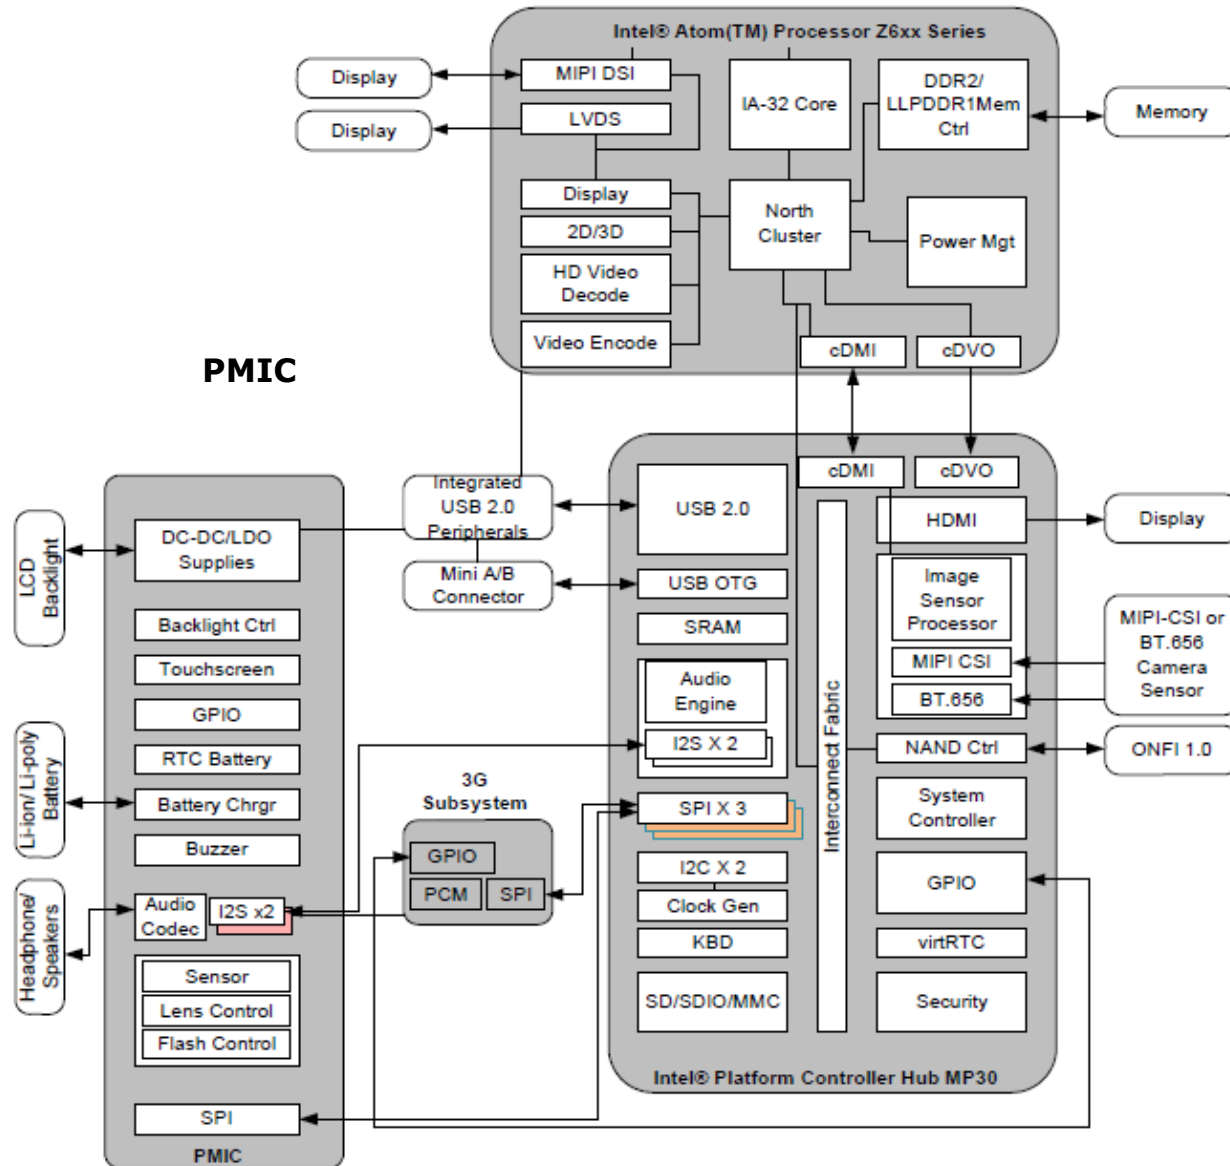 Intel® Atom(TM) Processor Z6xx Series
Display
MIPI DSI
Display
LVDS
IA-32 Core
DDR2/
LLPDDR1Mem
Ctrl
Memory
Display
2D/3D
HD Video
Decode
Video Encode
North
Cluster
Power Mgt
cDMI
cDVO
PMIC
LCD
Backlight
Li-ion/ Li-poly
Battery
Headphone/
Speakers
DC-DC/LDO
Supplies
Backlight Ctrl
Touchscreen
GPIO
RTC Battery
Battery Chrgr
Buzzer
Audio
Codec
I2S x2
Sensor
Lens Control
Flash Control
SPI
PMIC
Integrated
USB 2.0
Peripherals
Mini A/B
Connector
3G
Subsystem
GPIO
PCM
SPI
cDMI
cDVO
USB 2.0
USB OTG
SRAM
Audio
Engine
I2S X 2
SPI X 3
I2C X 2
Clock Gen
KBD
SD/SDIO/MMC
Interconnect Fabric
HDMI
Image
Sensor
Processor
MIPI CSI
BT.656
NAND Ctrl
System
Controller
GPIO
virtRTC
Security
Intel® Platform Controller Hub MP30
Display
MIPI-CSI or
BT.656
Camera
Sensor
ONFI 1.0